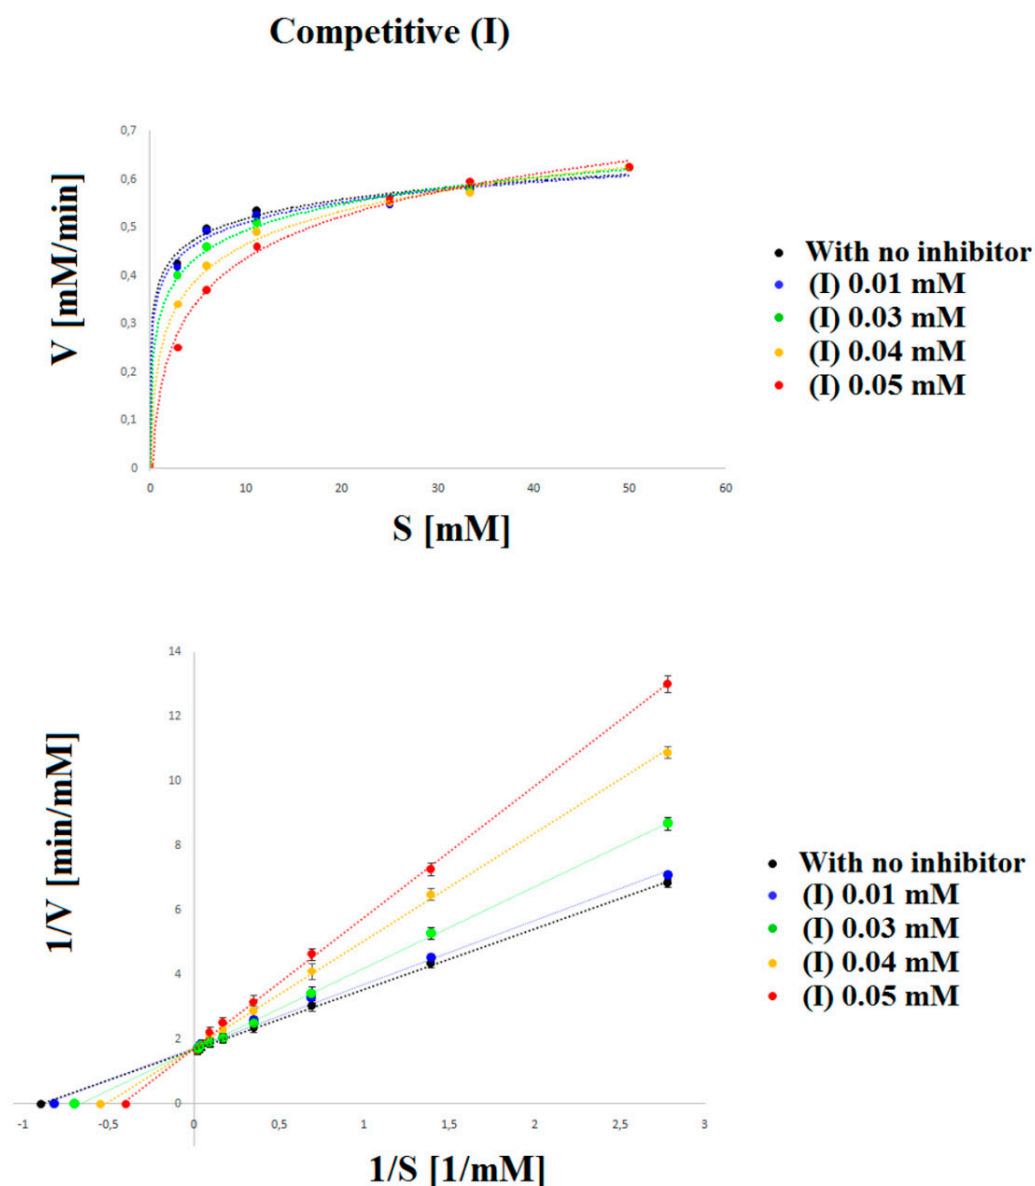 Competitive (I)
0,7
0,6
0,5
0,4
0,3
0,2
0,1
0
V [mM/min]
0 10 20 30 40 50 60
S [mM]
With no inhibitor
(I) 0.01 mM
(I) 0.03 mM
(I) 0.04 mM
(I) 0.05 mM
14
12
10
8
6
4
2
0
1/V [min/mM]
-1 -0,5 0 0,5 1 1,5 2 2,5 3
1/S [1/mM]
With no inhibitor
(I) 0.01 mM
(I) 0.03 mM
(I) 0.04 mM
(I) 0.05 mM